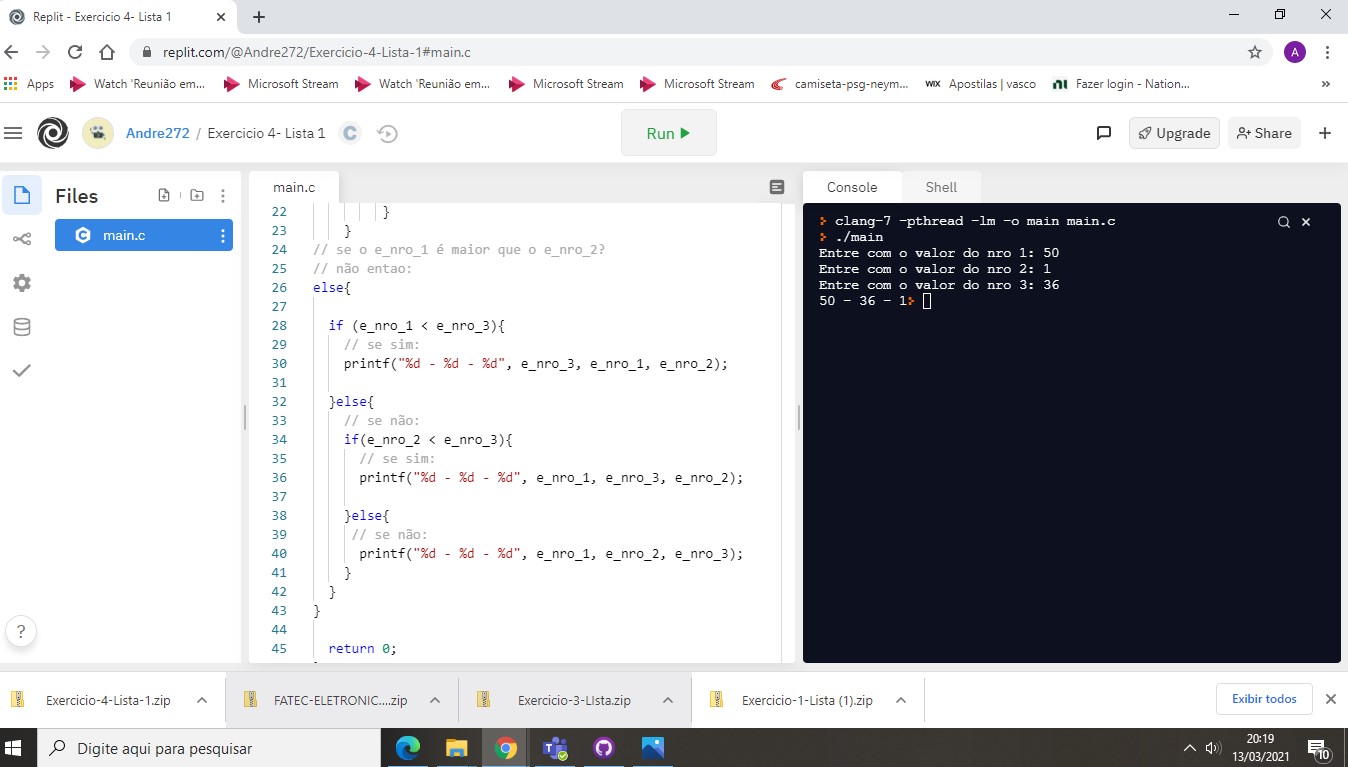 Replit - Exercicio 4- Lista 1
replit.com/@Andre272/Exercicio-4-Lista-1#main.c
A
Apps
Watch 'Reunião em...
Microsoft Stream
Watch 'Reunião em...
Microsoft Stream
Microsoft Stream
camiseta-psg-neym...
WIX Apostilas | vasco
Fazer login - Nation...
»
Andre272 / Exercicio 4- Lista 1
C
Run
Upgrade
Share
Files
main.c
main.c
22 }
23 }
24 // se o e_nro_1 é maior que o e_nro_2?
25 // não entao:
26 else{
27
28 if (e_nro_1 < e_nro_3){
29 // se sim:
30 printf("%d - %d - %d", e_nro_3, e_nro_1, e_nro_2);
31
32 }else{
33 // se não:
34 if(e_nro_2 < e_nro_3){
35 // se sim:
36 printf("%d - %d - %d", e_nro_1, e_nro_3, e_nro_2);
37
38 }else{
39 // se não:
40 printf("%d - %d - %d", e_nro_1, e_nro_2, e_nro_3);
41 }
42 }
43 }
44
45 return 0;
Console
Shell
clang-7 -pthread -lm -o main main.c
./main
Entre com o valor do nro 1: 50
Entre com o valor do nro 2: 1
Entre com o valor do nro 3: 36
50 - 36 - 1
?
Exercicio-4-Lista-1.zip
FATEC-ELETRONIC....zip
Exercicio-3-LIsta.zip
Exercicio-1-Lista (1).zip
Exibir todos
Digite aqui para pesquisar
20:19
13/03/2021
10